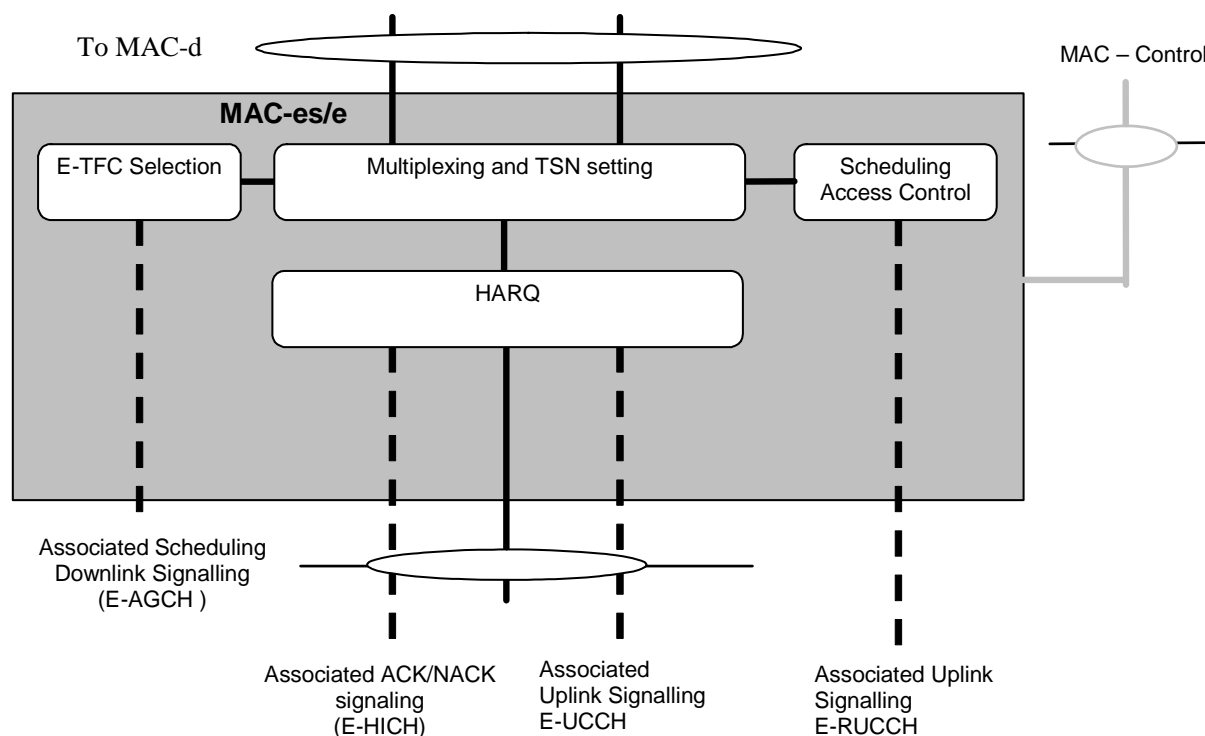 To MAC-d
MAC – Control
MAC-es/e
E-TFC Selection
Multiplexing and TSN setting
Scheduling
Access Control
HARQ
Associated Scheduling
Downlink Signalling
(E-AGCH )
Associated ACK/NACK
signaling
(E-HICH)
Associated
Uplink Signalling
E-UCCH
Associated Uplink
Signalling
E-RUCCH